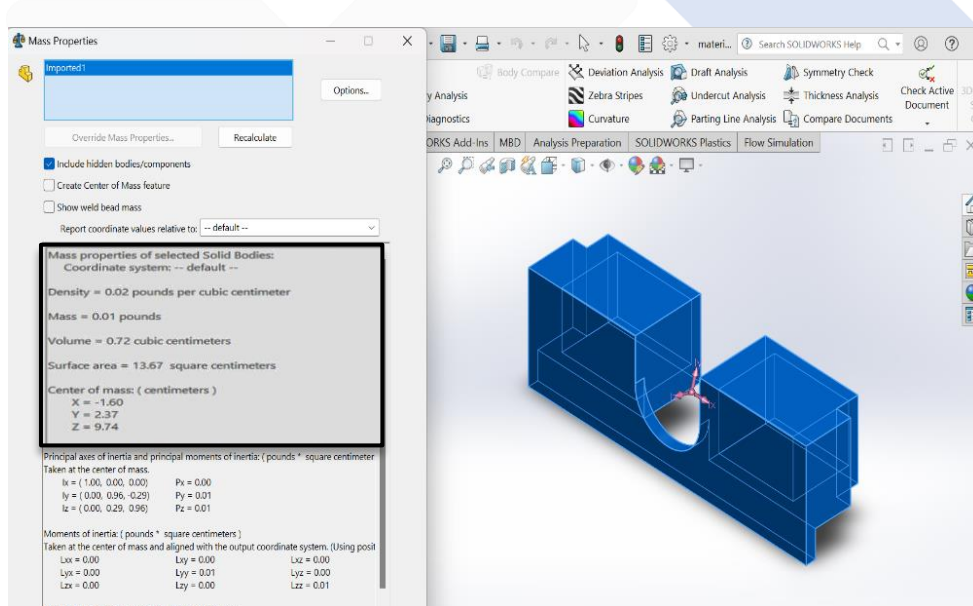 Mass Properties
materi...
Search SOLIDWORKS Help
Imported1
Options...
Override Mass Properties...
Recalculate
Include hidden bodies/components
Create Center of Mass feature
Show weld bead mass
Report coordinate values relative to: -- default --
Body Compare
Deviation Analysis
Draft Analysis
Symmetry Check
y Analysis
Zebra Stripes
Undercut Analysis
Thickness Analysis
Check Active
Document
iagnostics
Curvature
Parting Line Analysis
Compare Documents
3D
ORKS Add-Ins
MBD
Analysis Preparation
SOLIDWORKS Plastics
Flow Simulation
Mass properties of selected Solid Bodies:
Coordinate system: -- default --
Density = 0.02 pounds per cubic centimeter
Mass = 0.01 pounds
Volume = 0.72 cubic centimeters
Surface area = 13.67 square centimeters
Center of mass: ( centimeters )
X = -1.60
Y = 2.37
Z = 9.74
Principal axes of inertia and principal moments of inertia: ( pounds * square centimeter
Taken at the center of mass.
Ix = ( 1.00, 0.00, 0.00) Px = 0.00
Iy = ( 0.00, 0.96, -0.29) Py = 0.01
Iz = ( 0.00, 0.29, 0.96) Pz = 0.01
Moments of inertia: ( pounds * square centimeters )
Taken at the center of mass and aligned with the output coordinate system. (Using posit
Lxx = 0.00 Lxy = 0.00 Lxz = 0.00
Lyx = 0.00 Lyy = 0.01 Lyz = 0.00
Lzx = 0.00 Lzy = 0.00 Lzz = 0.01